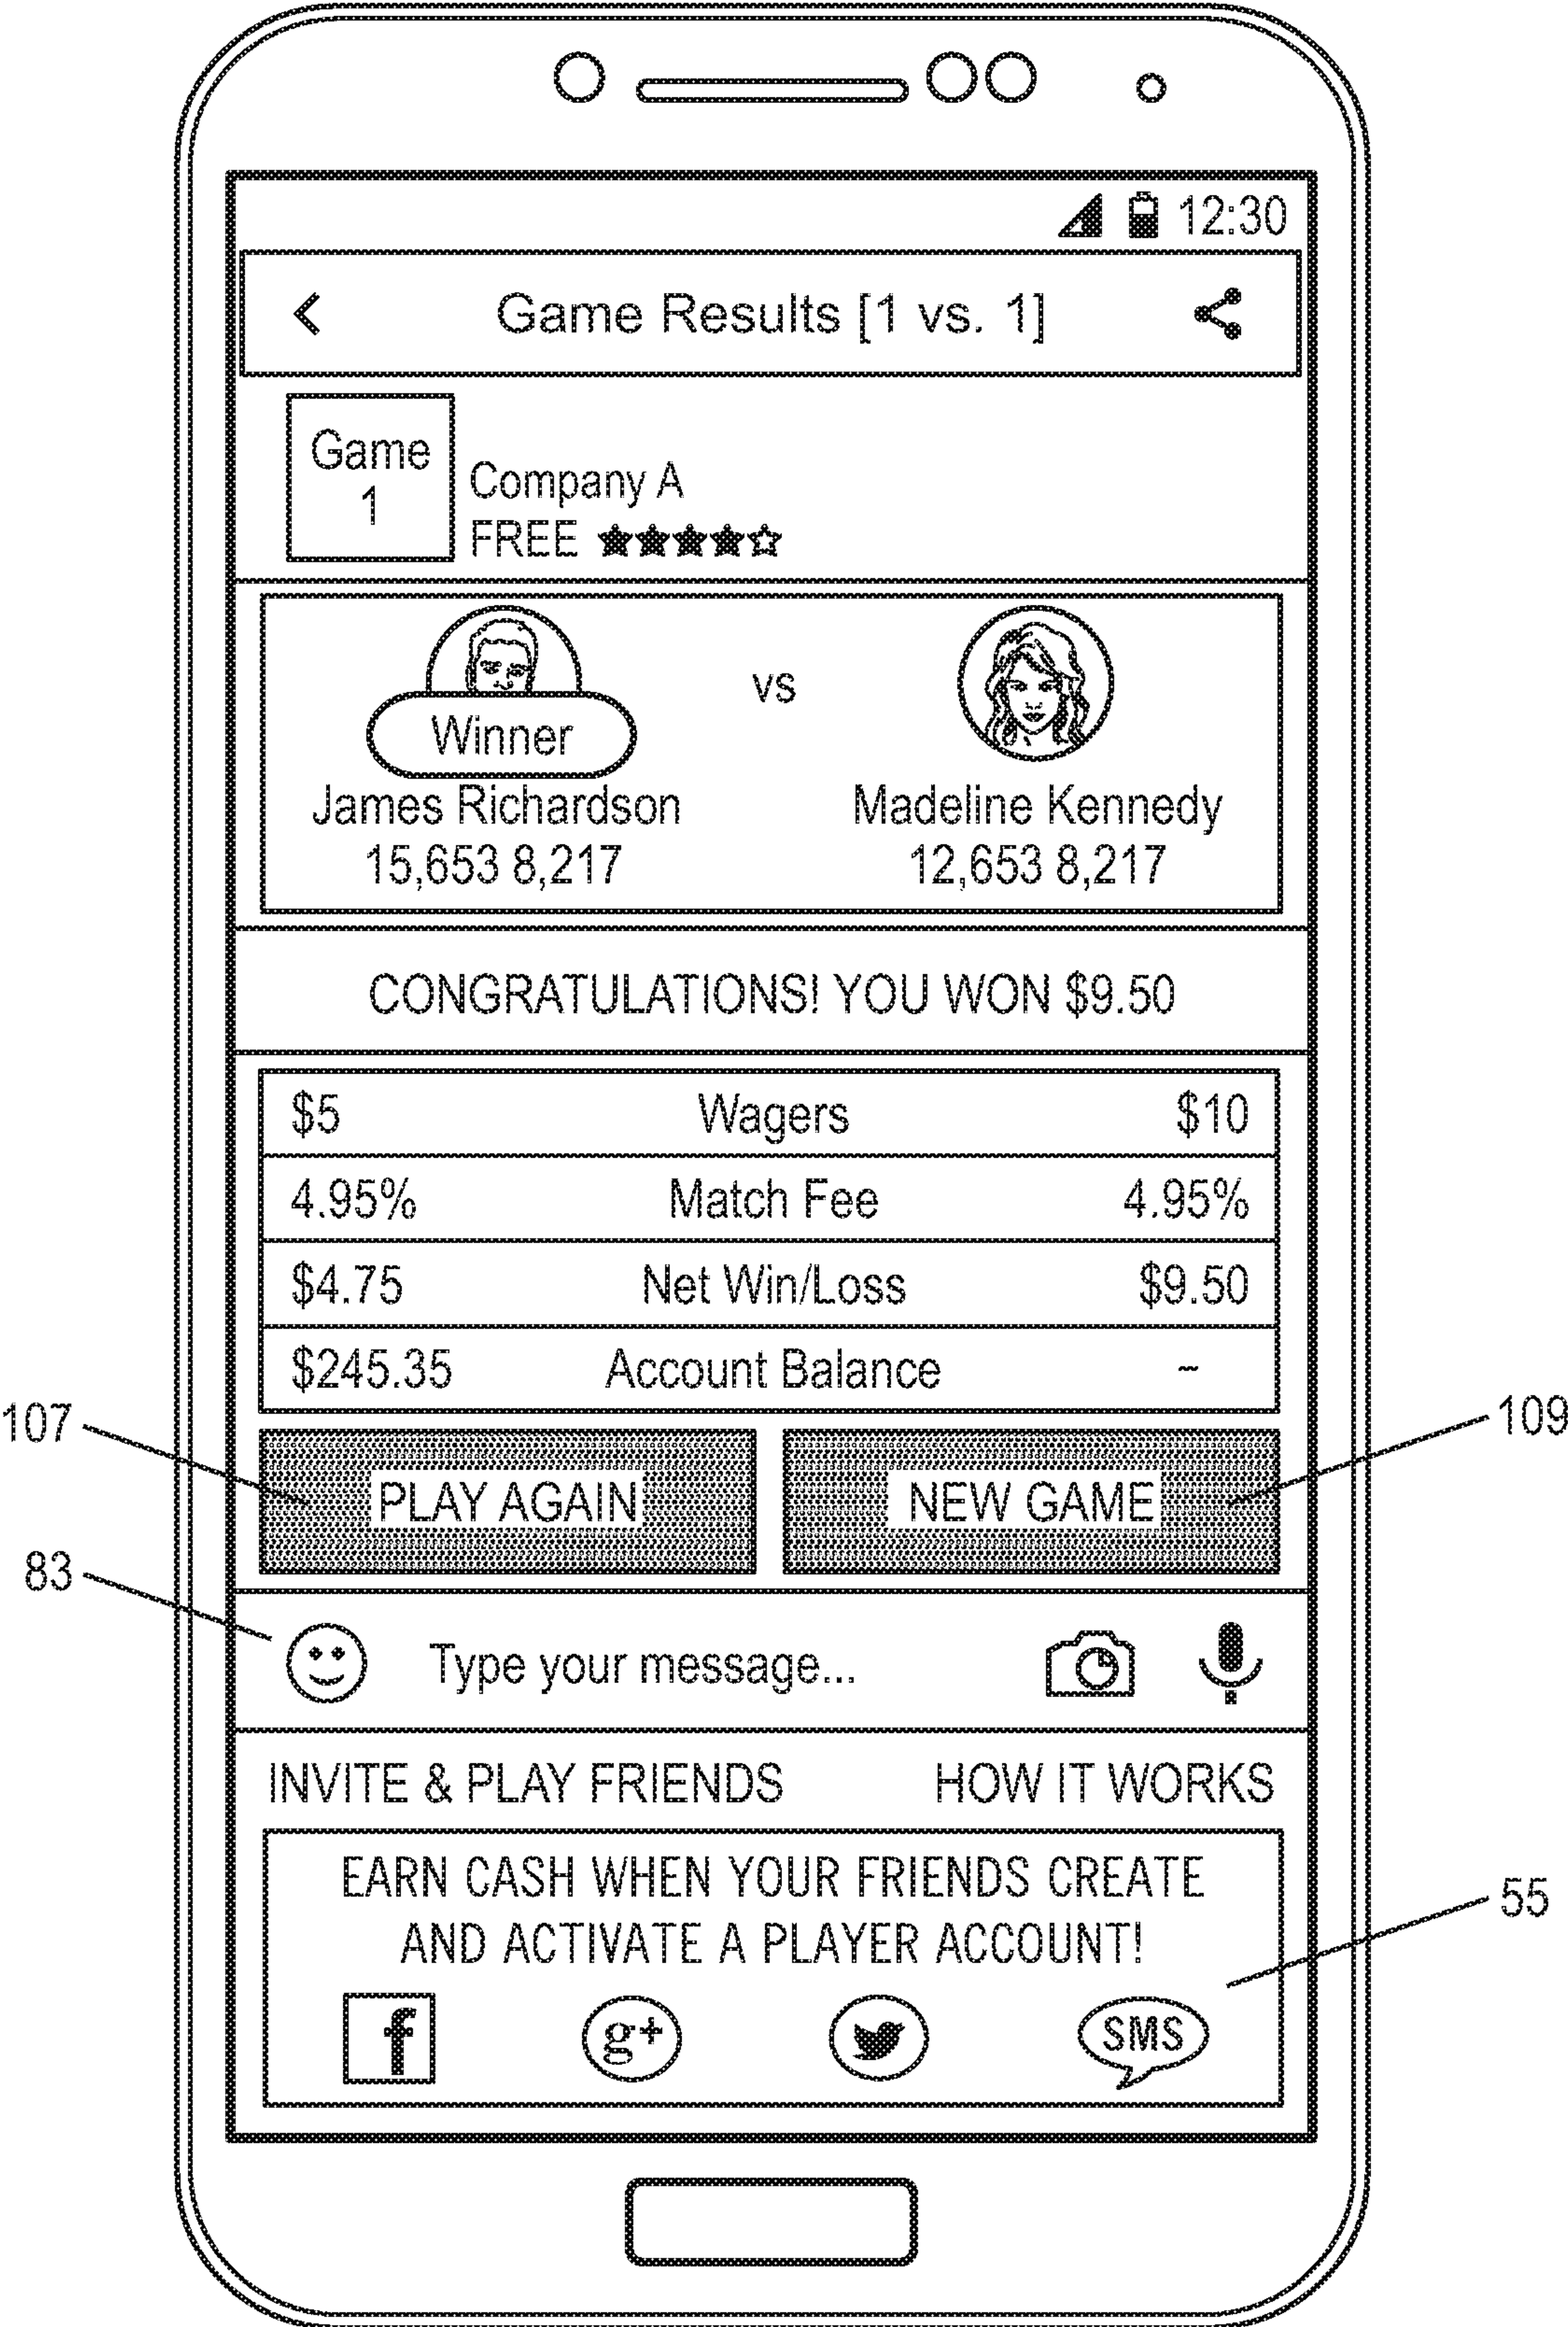 12:30
Game Results [1 vs. 1]
Game
1
Company A
FREE
vs
Winner
James Richardson
Madeline Kennedy
15,653 8,217
12,653 8,217
CONGRATULATIONS! YOU WON $9.50
$5 Wagers $10
4.95% Match Fee 4.95%
$4.75 Net Win/Loss $9.50
$245.35 Account Balance –
107
109
PLAY AGAIN
NEW GAME
83
Type your message...
INVITE & PLAY FRIENDS
HOW IT WORKS
EARN CASH WHEN YOUR FRIENDS CREATE
AND ACTIVATE A PLAYER ACCOUNT!
55
f
g+
SMS